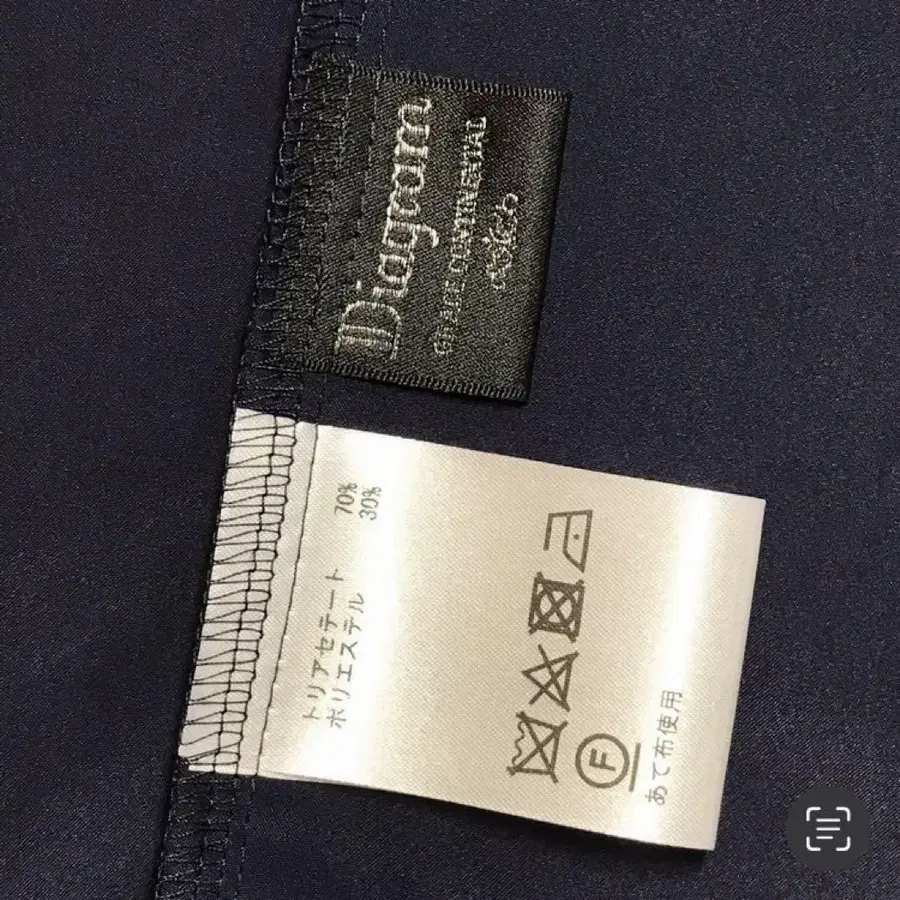 Diagram
GRACE CONTINENTAL
トリアセテート 70%
ポリエステル 30%
F
あて布使用